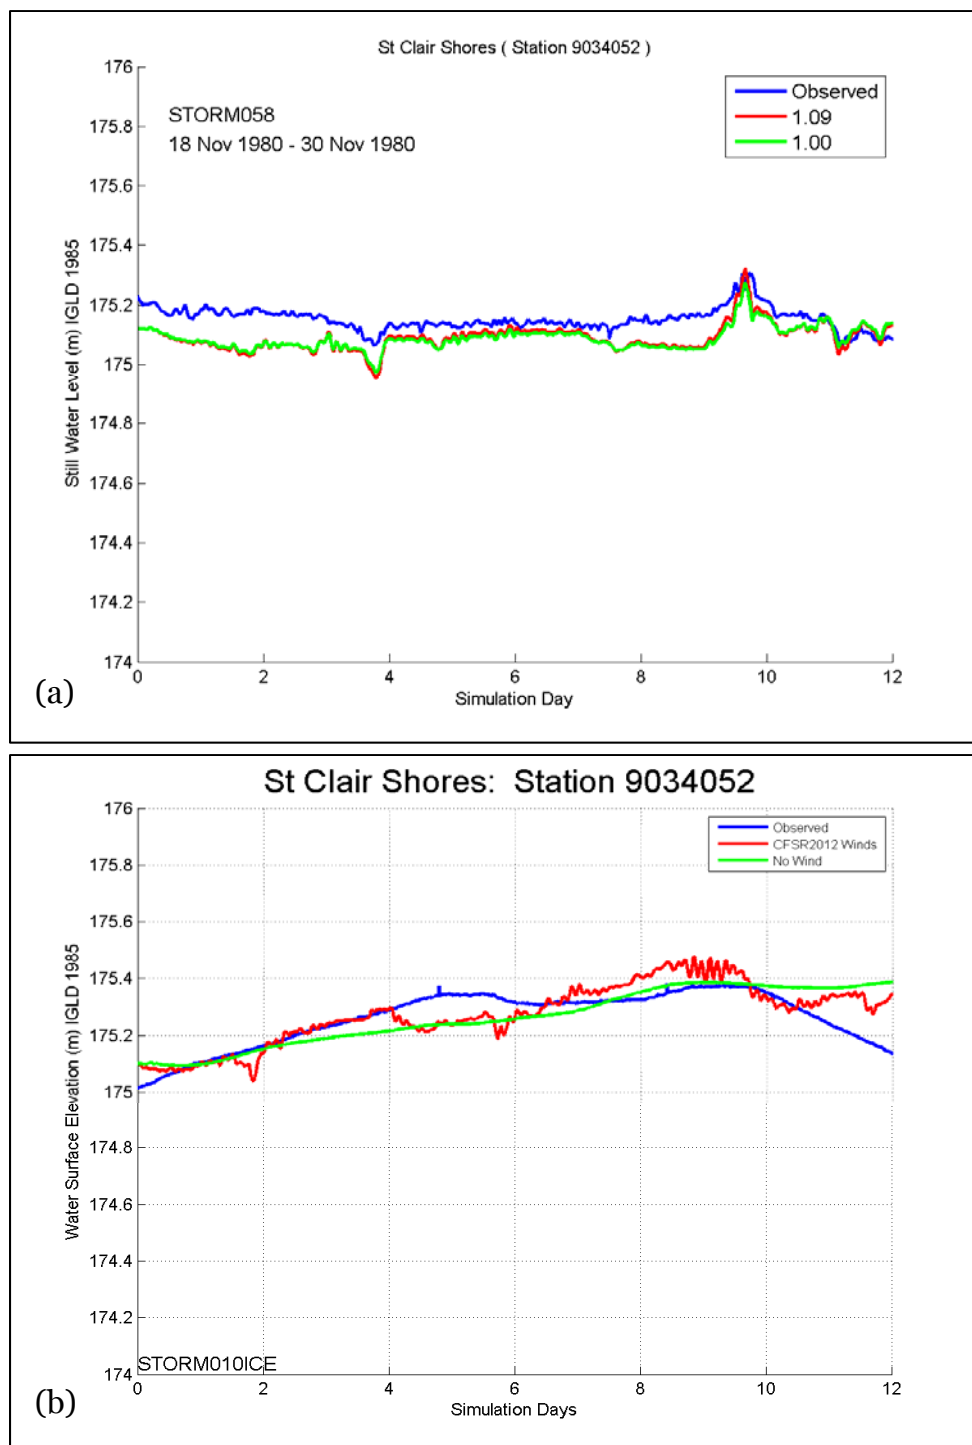 St Clair Shores ( Station 9034052 )
176
175.8
175.6
175.4
175.2
175
174.8
174.6
174.4
174.2
174
Still Water Level (m) IGLD 1985
STORM058
18 Nov 1980 - 30 Nov 1980
Observed
1.09
1.00
0 2 4 6 8 10 12
Simulation Day
(a)
St Clair Shores: Station 9034052
176
175.8
175.6
175.4
175.2
175
174.8
174.6
174.4
174.2
174
Water Surface Elevation (m) IGLD 1985
Observed
CFSR2012 Winds
No Wind
STORM010ICE
0 2 4 6 8 10 12
Simulation Days
(b)